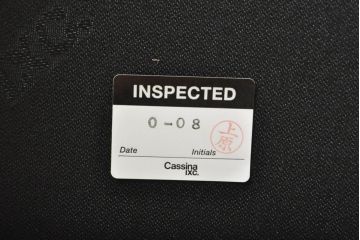 INSPECTED
0-08
上原
Date Initials
Cassina
ixc.